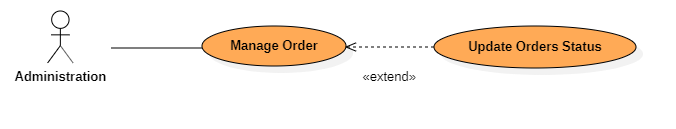 Manage Order
Update Orders Status
Administration
«extend»